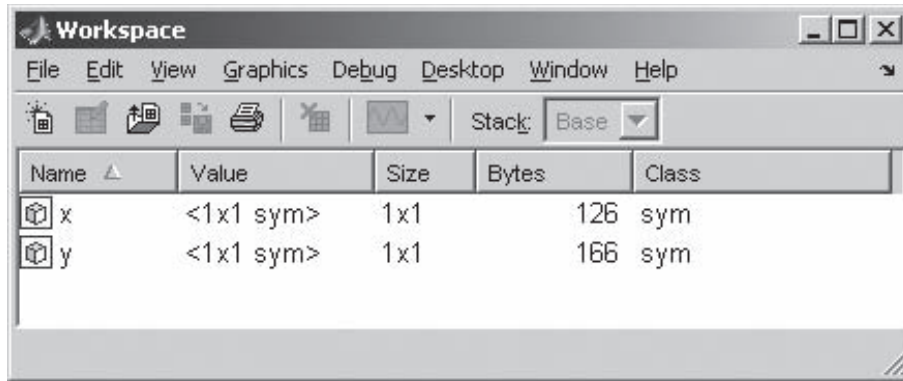 Workspace
File Edit View Graphics Debug Desktop Window Help
Stack: Base
Name Value Size Bytes Class
x <1x1 sym> 1x1 126 sym
y <1x1 sym> 1x1 166 sym